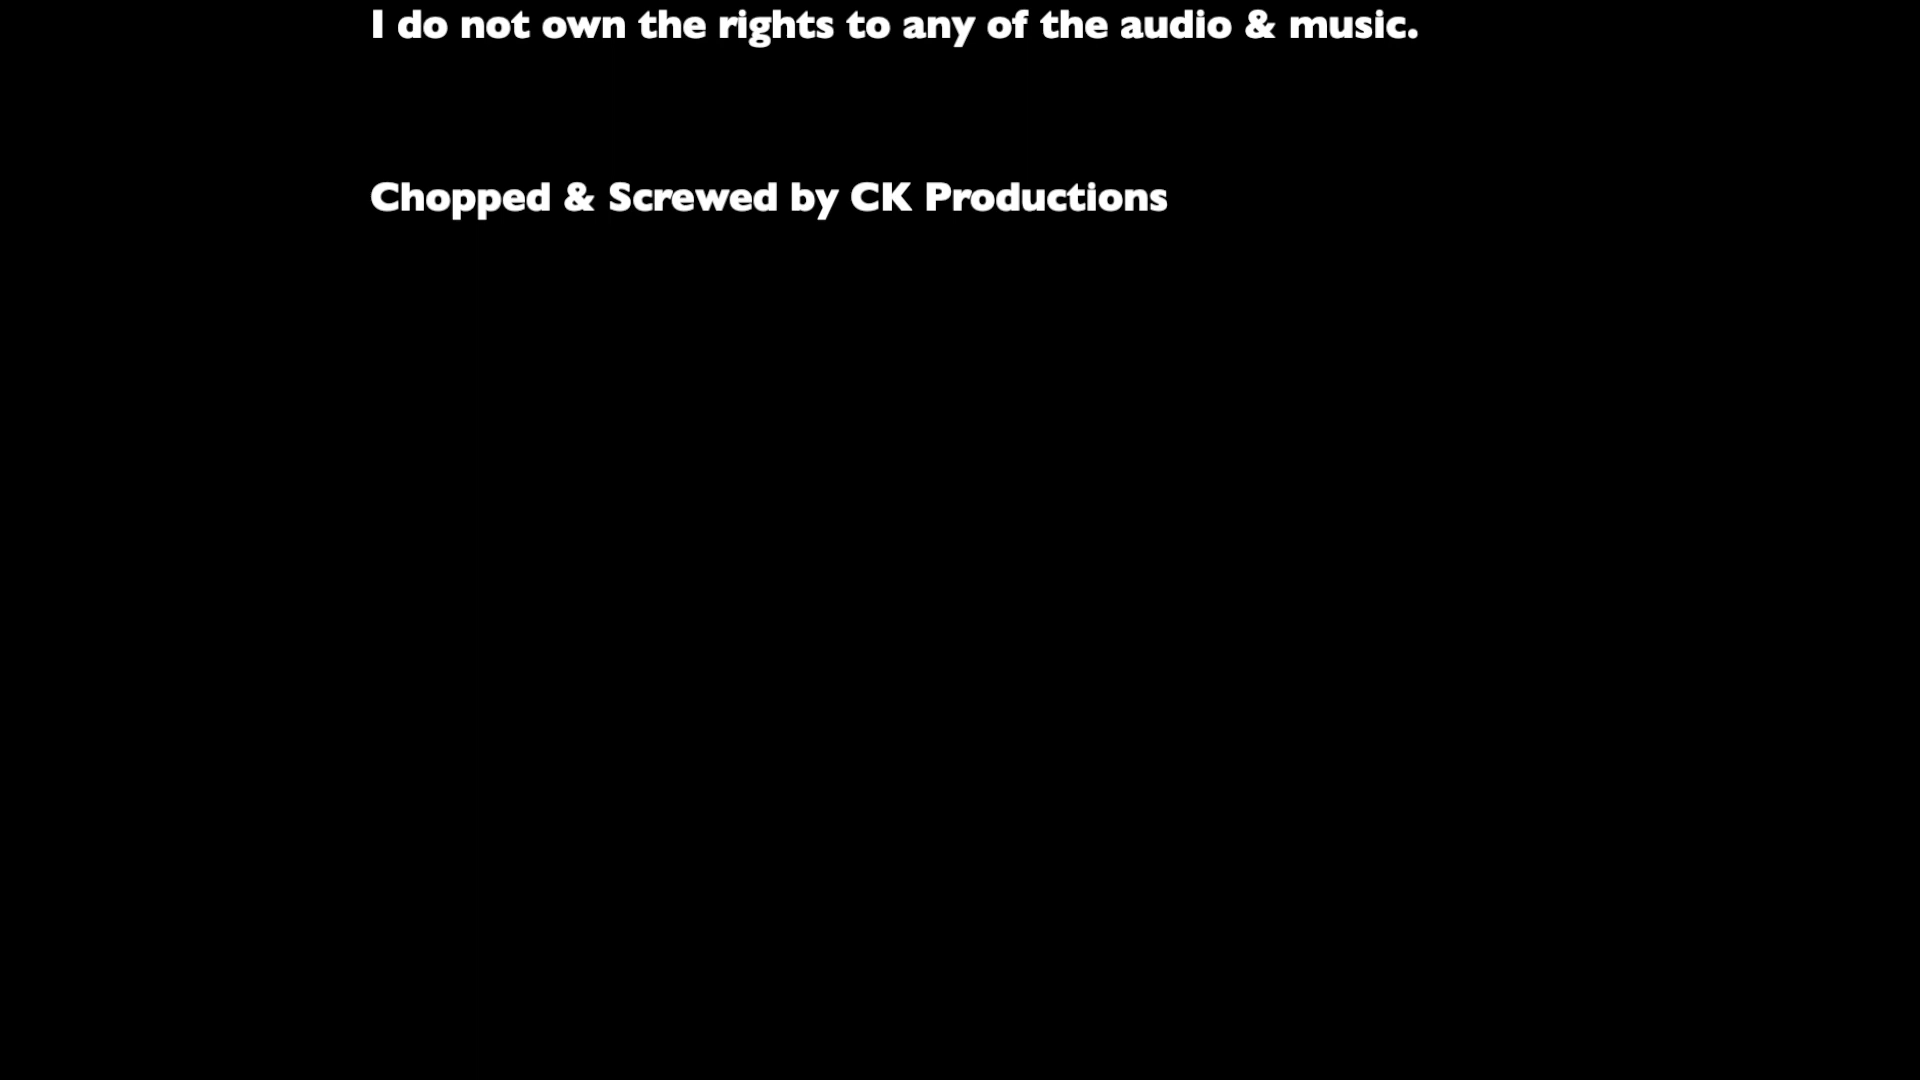 I do not own the rights to any of the audio & music.
Chopped & Screwed by CK Productions